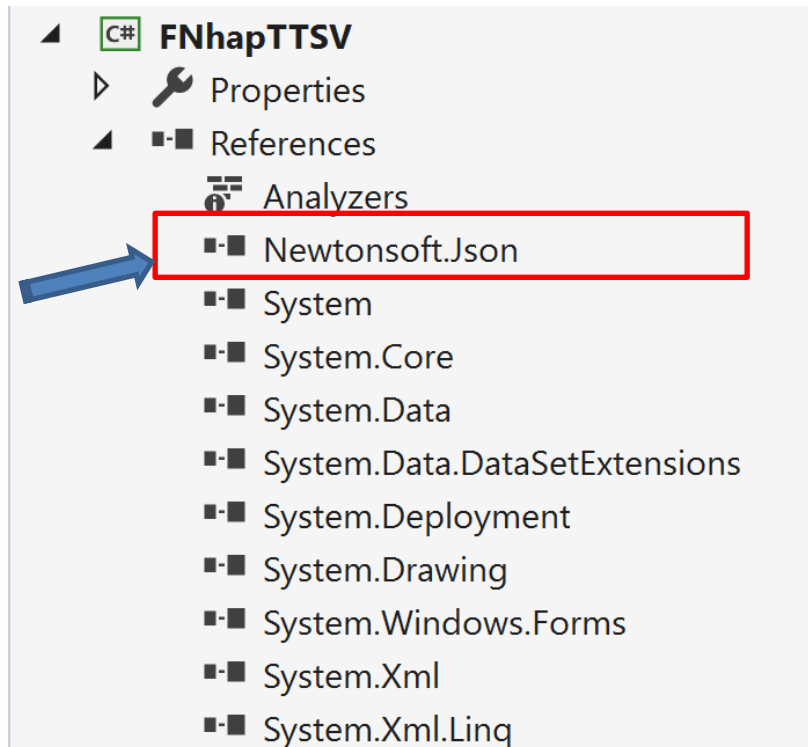 C# FNhapTTSV
Properties
References
Analyzers
Newtonsoft.Json
System
System.Core
System.Data
System.Data.DataSetExtensions
System.Deployment
System.Drawing
System.Windows.Forms
System.Xml
System.Xml.Linq